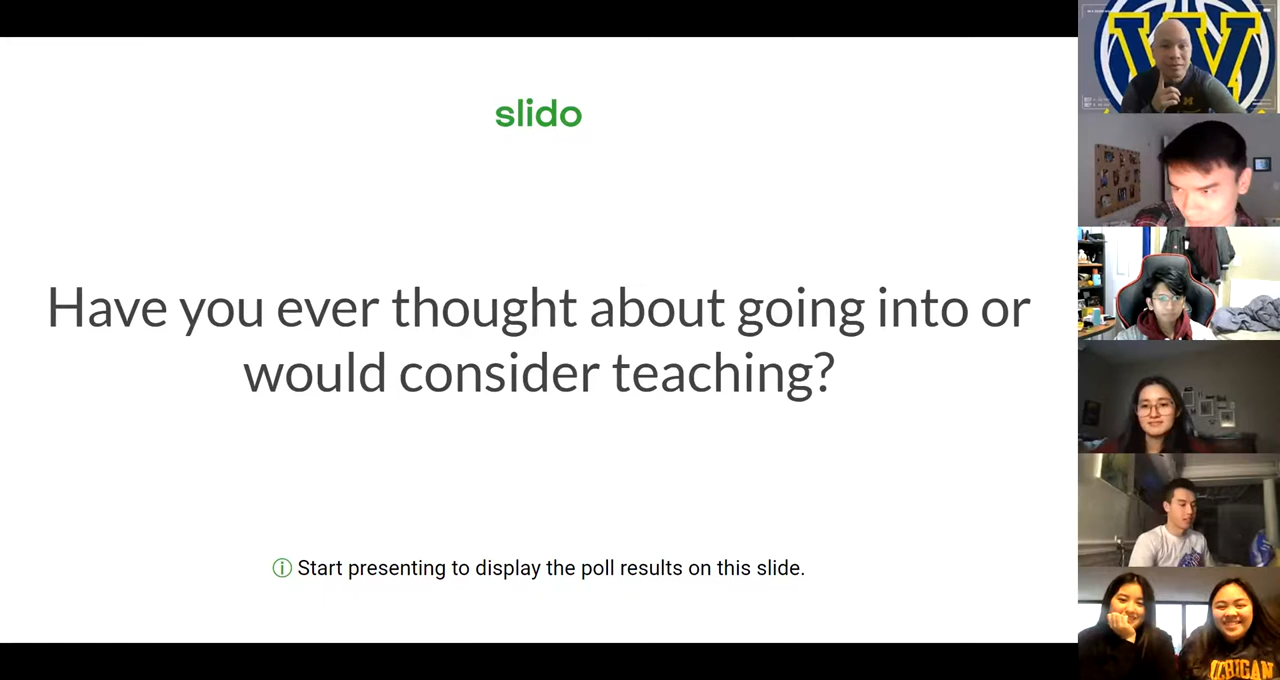 slido
Have you ever thought about going into or
would consider teaching?
Start presenting to display the poll results on this slide.
W
M
MICHIGAN